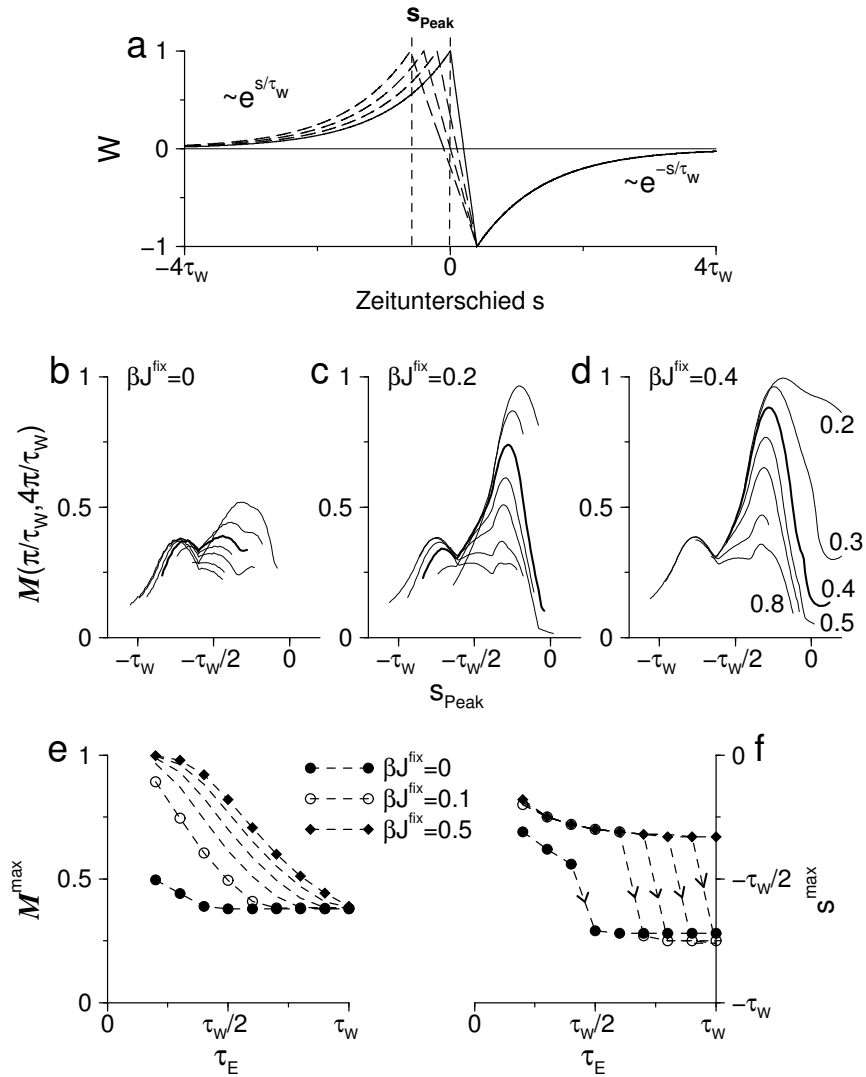 s_Peak
a
1
~e^{s/τ_W}
W
0
~e^{-s/τ_W}
−1
−4τ_W
0
4τ_W
Zeitunterschied s
b
βJ^{fix}=0
c
βJ^{fix}=0.2
d
βJ^{fix}=0.4
M(π/τ_W,4π/τ_W)
1
0.5
0
−τ_W
−τ_W/2
0
1
0.5
0
−τ_W
−τ_W/2
0
1
0.5
0
−τ_W
−τ_W/2
0
0.2
0.3
0.4
0.5
0.8
s_Peak
e
βJ^{fix}=0
βJ^{fix}=0.1
βJ^{fix}=0.5
f
M^{max}
1
0.5
0
0
τ_W/2
τ_W
τ_E
0
−τ_W/2
−τ_W
s^{max}
0
τ_W/2
τ_W
τ_E